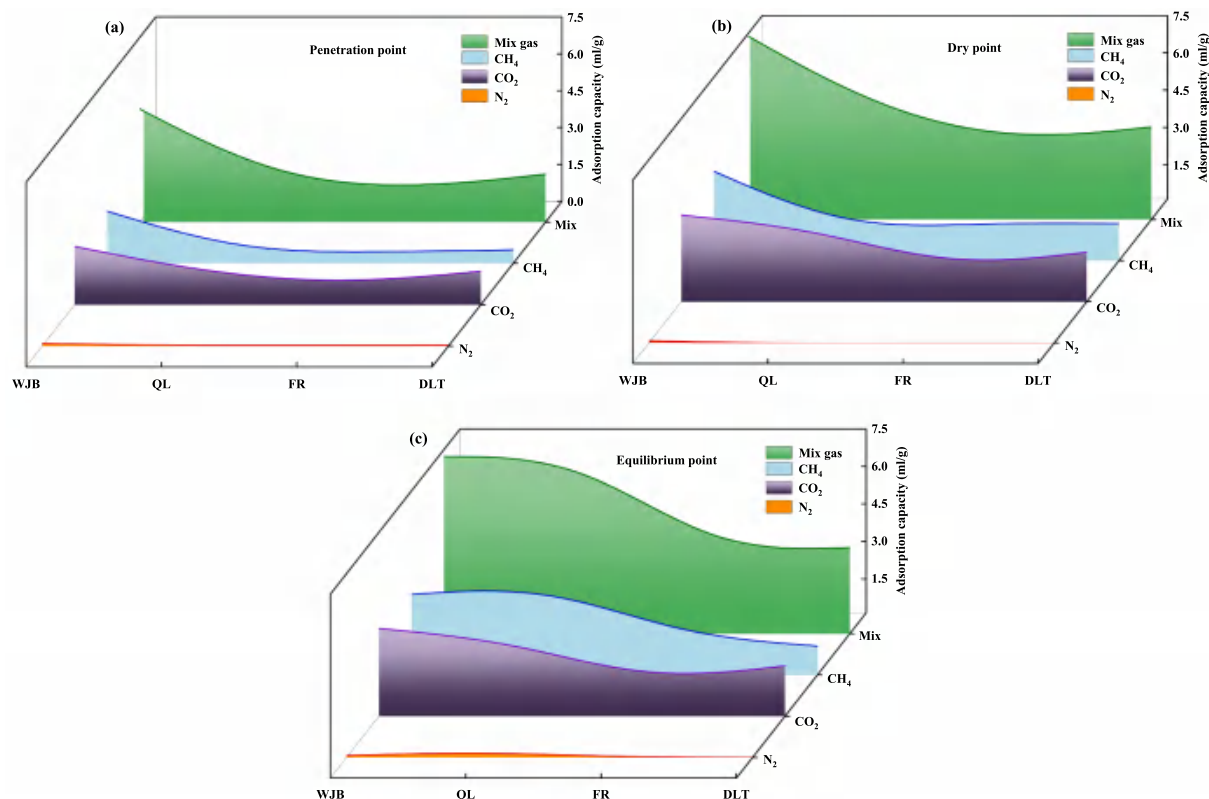 (a)
Penetration point
Mix gas
CH₄
CO₂
N₂
7.5
6.0
4.5
3.0
1.5
0.0
Adsorption capacity (ml/g)
Mix
CH₄
CO₂
N₂
WJB QL FR DLT
(b)
Dry point
Mix gas
CH₄
CO₂
N₂
7.5
6.0
4.5
3.0
1.5
Adsorption capacity (ml/g)
Mix
CH₄
CO₂
N₂
WJB QL FR DLT
(c)
Equilibrium point
Mix gas
CH₄
CO₂
N₂
7.5
6.0
4.5
3.0
1.5
Adsorption capacity (ml/g)
Mix
CH₄
CO₂
N₂
WJB QL FR DLT